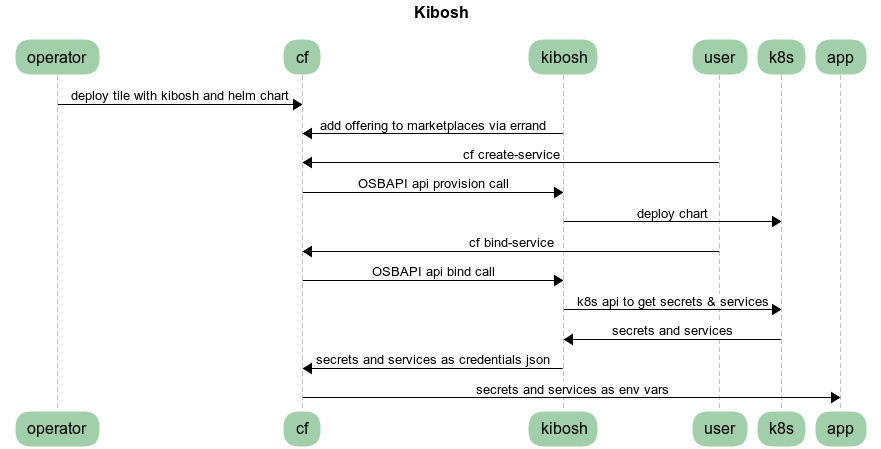 Kibosh
operator cf kibosh user k8s app
deploy tile with kibosh and helm chart
add offering to marketplaces via errand
cf create-service
OSBAPI api provision call
deploy chart
cf bind-service
OSBAPI api bind call
k8s api to get secrets & services
secrets and services
secrets and services as credentials json
secrets and services as env vars
operator cf kibosh user k8s app